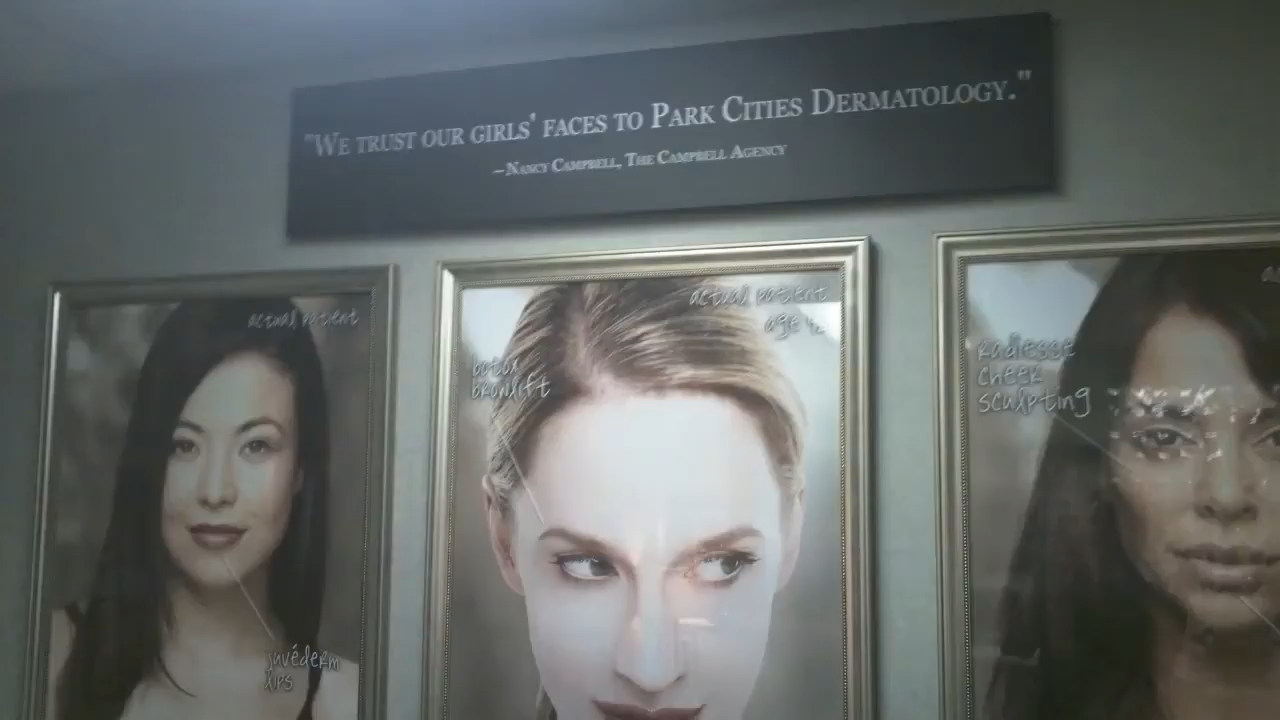 "WE TRUST OUR GIRLS' FACES TO PARK CITIES DERMATOLOGY."
– NANCY CAMPBELL, THE CAMPBELL AGENCY
actual patient
juvéderm
lips
actual patient
age
botox
browlift
Radiesse
cheek
sculpting